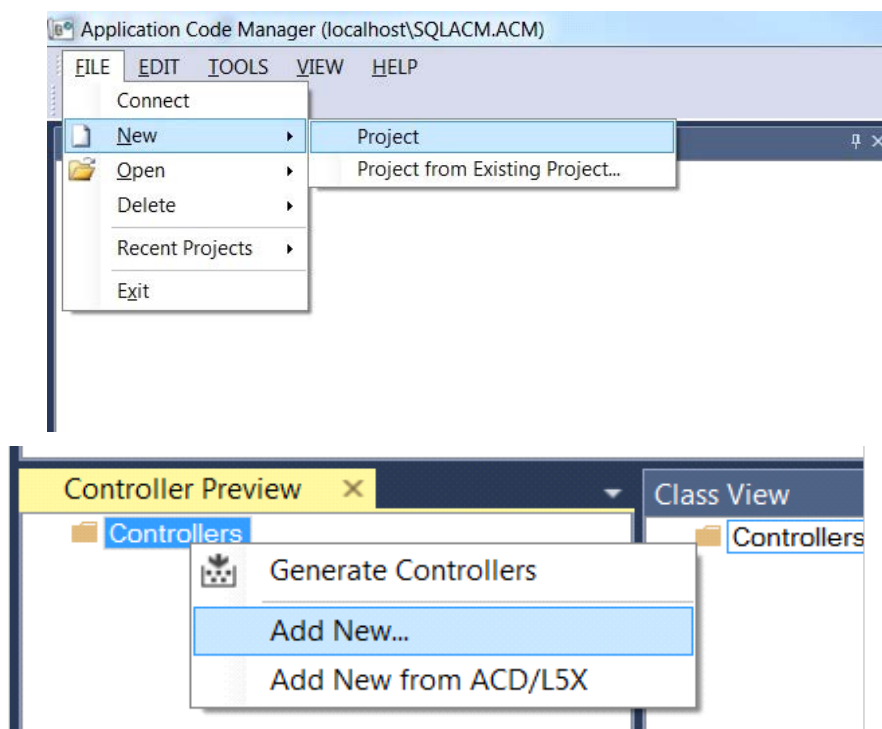 Application Code Manager (localhost\SQLACM.ACM)
FILE EDIT TOOLS VIEW HELP
Connect
New Project
Open Project from Existing Project...
Delete
Recent Projects
Exit
Controller Preview Class View
Controllers Controllers
Generate Controllers
Add New...
Add New from ACD/L5X